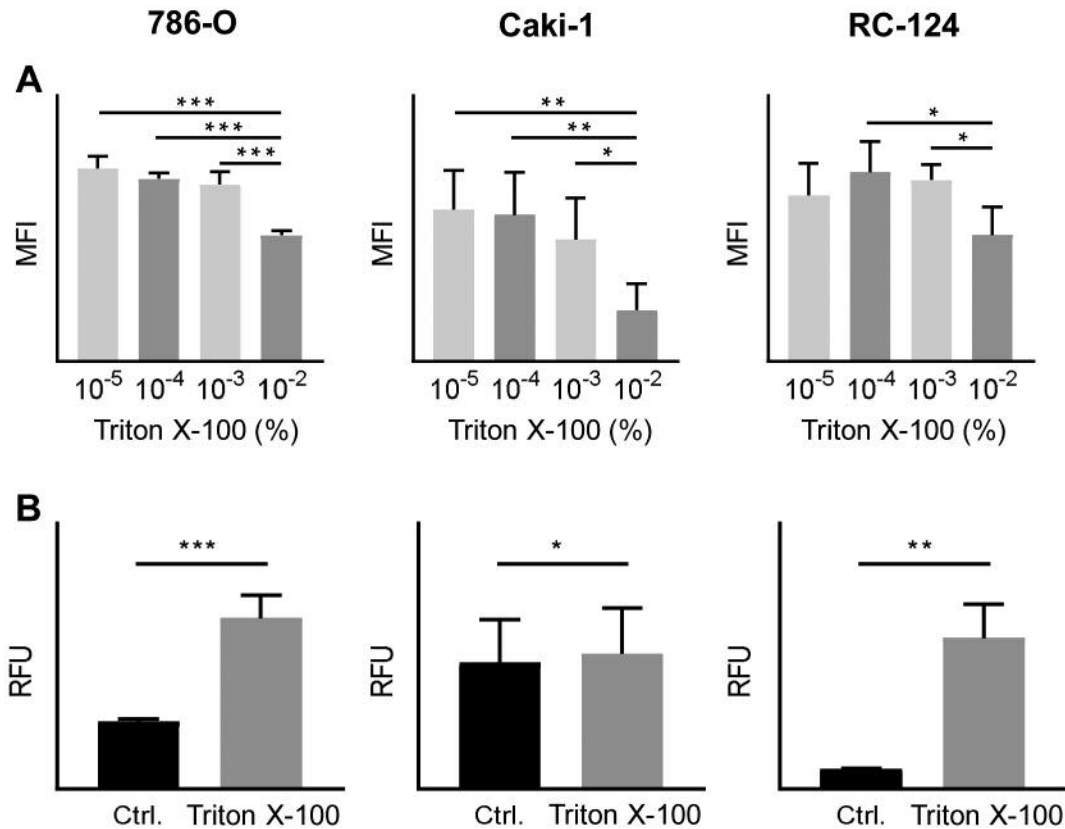 786-O Caki-1 RC-124
A
*** ** *
*** ** *
*** *
MFI MFI MFI
10-5 10-4 10-3 10-2 10-5 10-4 10-3 10-2 10-5 10-4 10-3 10-2
Triton X-100 (%) Triton X-100 (%) Triton X-100 (%)
B
*** * **
RFU RFU RFU
Ctrl. Triton X-100 Ctrl. Triton X-100 Ctrl. Triton X-100